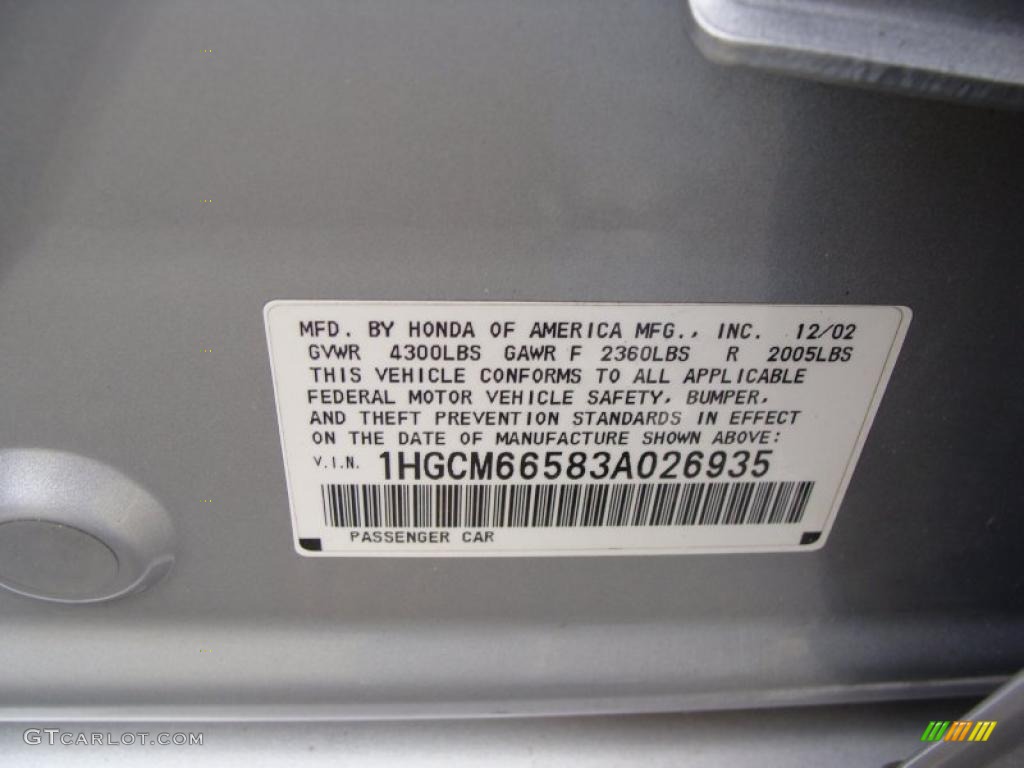 MFD. BY HONDA OF AMERICA MFG., INC. 12/02
GVWR 4300LBS GAWR F 2360LBS R 2005LBS
THIS VEHICLE CONFORMS TO ALL APPLICABLE
FEDERAL MOTOR VEHICLE SAFETY, BUMPER,
AND THEFT PREVENTION STANDARDS IN EFFECT
ON THE DATE OF MANUFACTURE SHOWN ABOVE:
V.I.N. 1HGCM66583A026935
PASSENGER CAR
GTCARLOT.COM